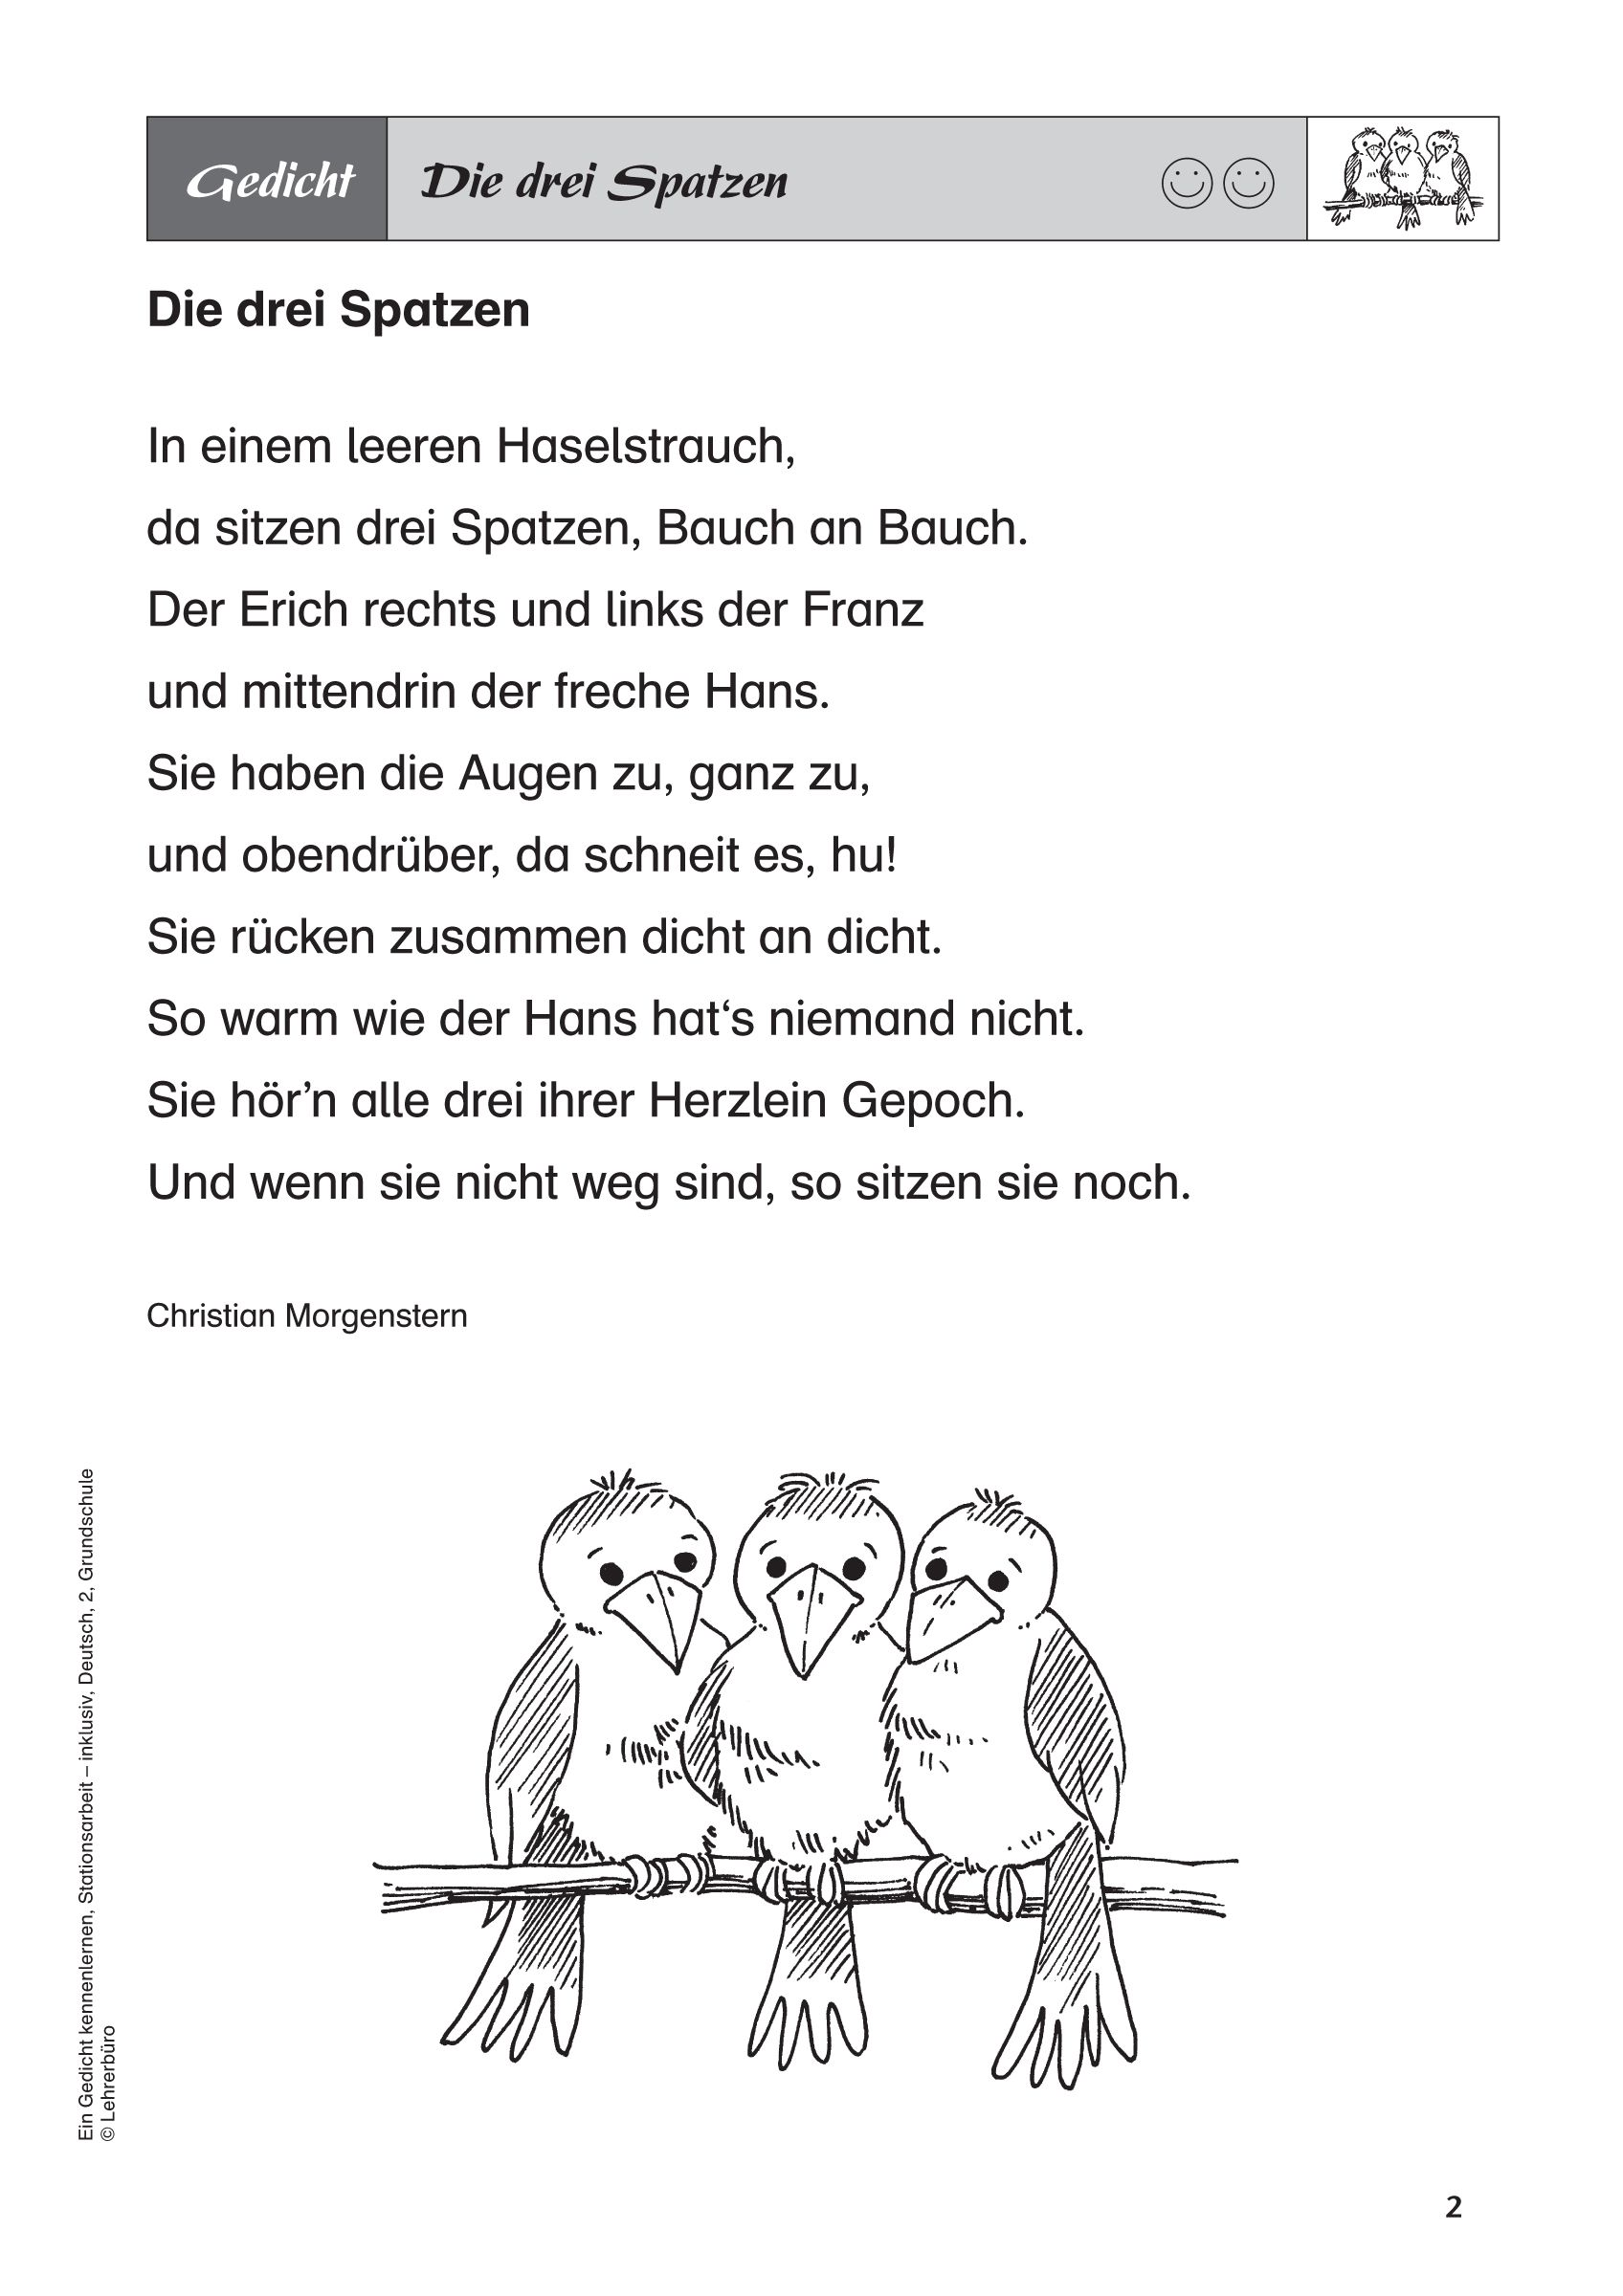 Gedicht
Die drei Spatzen
Die drei Spatzen
In einem leeren Haselstrauch,
da sitzen drei Spatzen, Bauch an Bauch.
Der Erich rechts und links der Franz
und mittendrin der freche Hans.
Sie haben die Augen zu, ganz zu,
und obendrüber, da schneit es, hu!
Sie rücken zusammen dicht an dicht.
So warm wie der Hans hat‘s niemand nicht.
Sie hör’n alle drei ihrer Herzlein Gepoch.
Und wenn sie nicht weg sind, so sitzen sie noch.
Christian Morgenstern
Ein Gedicht kennenlernen, Stationsarbeit – inklusiv, Deutsch, 2, Grundschule
© Lehrerbüro
2